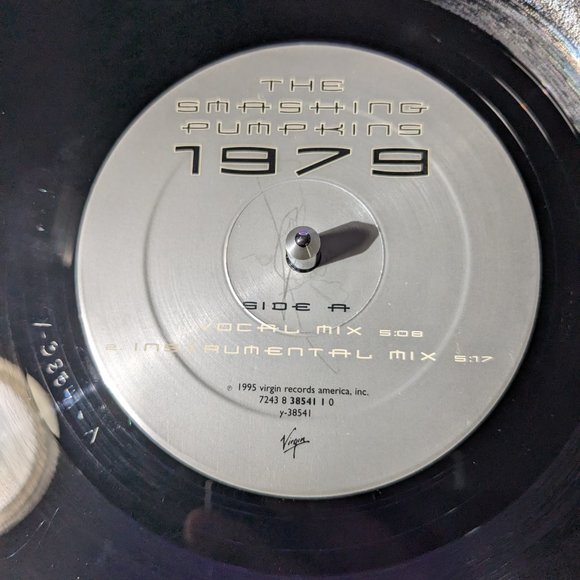 THE
SMASHING
PUMPKINS
1979
SIDE A
VOCAL MIX 5:08
2 INSTRUMENTAL MIX 5:17
℗ 1995 virgin records america, inc.
7243 8 38541 1 0
y-38541
Virgin